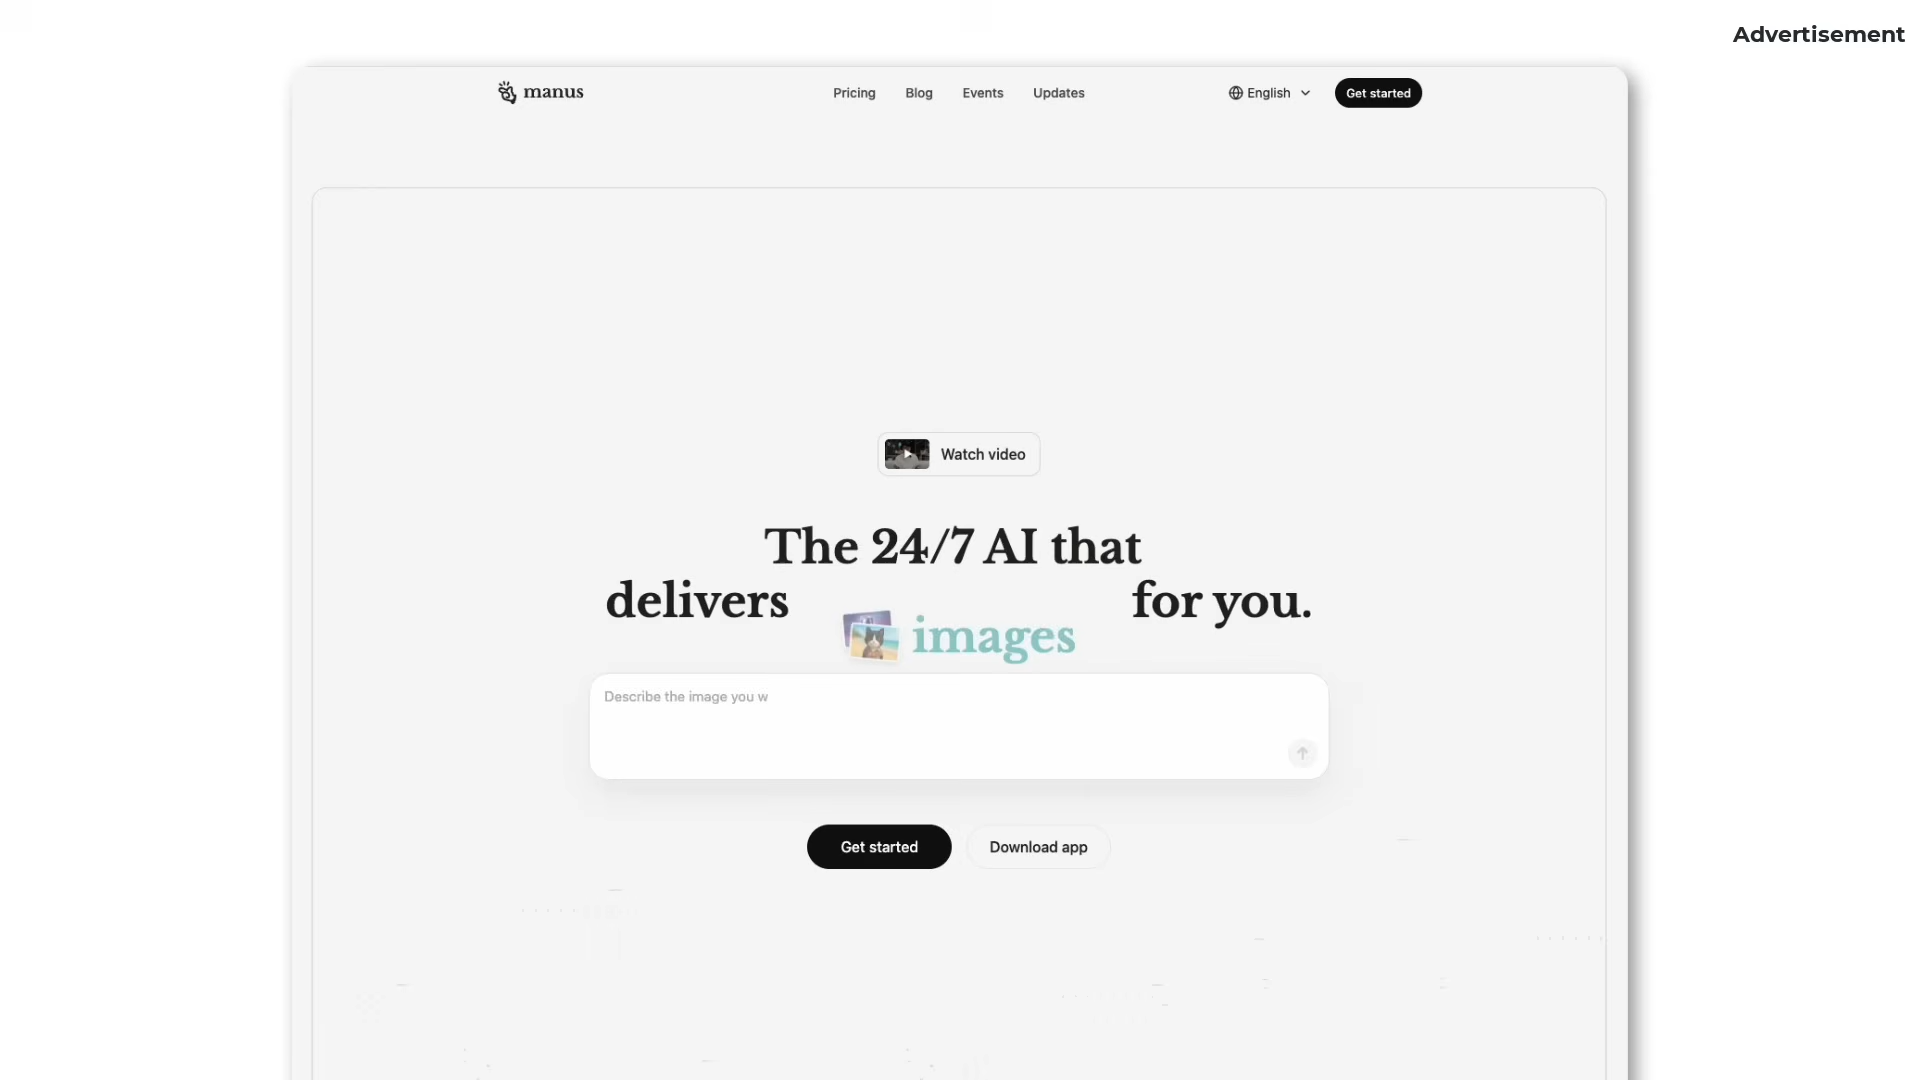 Advertisement
manus
Pricing
Blog
Events
Updates
English
Get started
Watch video
The 24/7 AI that
delivers images for you.
Describe the image you w
Get started
Download app